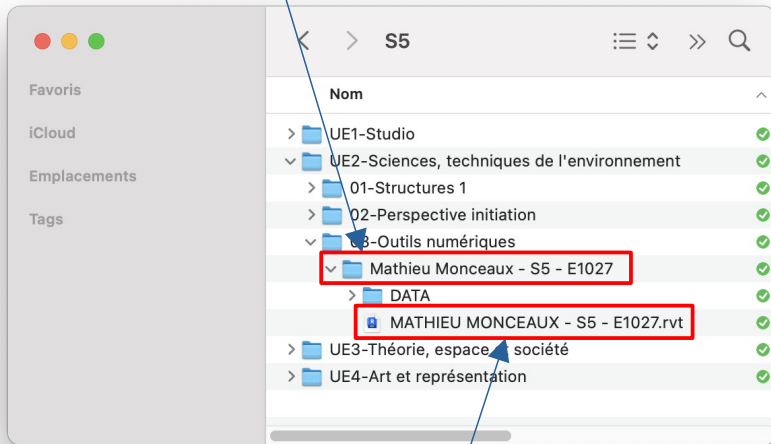 S5
Favoris
iCloud
Emplacements
Tags
Nom
UE1-Studio
UE2-Sciences, techniques de l'environnement
01-Structures 1
02-Perspective initiation
03-Outils numériques
Mathieu Monceaux - S5 - E1027
DATA
MATHIEU MONCEAUX - S5 - E1027.rvt
UE3-Théorie, espace et société
UE4-Art et représentation